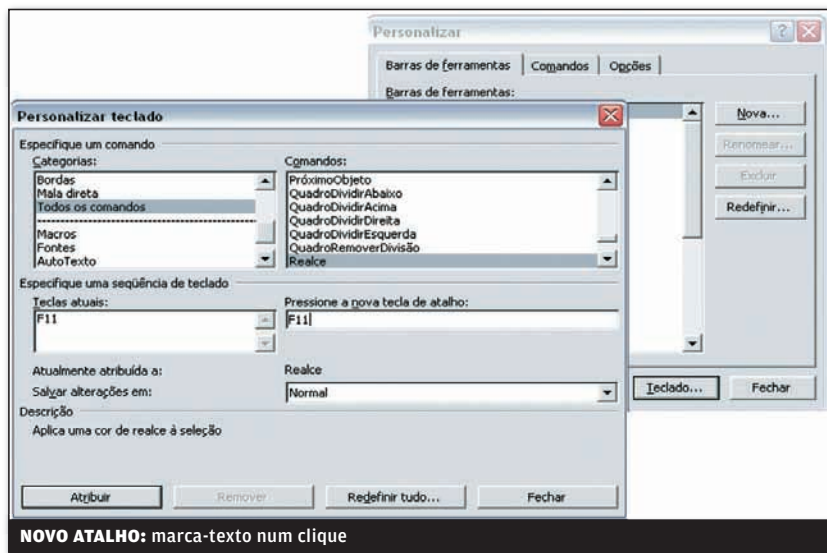 Personalizar
Barras de ferramentas Comandos Opções
Barras de ferramentas:
Nova...
Renomear...
Excluir
Redefinir...
Teclado... Fechar
Personalizar teclado
Especifique um comando
Categorias: Comandos:
Bordas PróximoObjeto
Mala direta QuadroDividirAbaixo
Todos os comandos QuadroDividirAcima
QuadroDividirDireita
Macros QuadroDividirEsquerda
Fontes QuadroRemoverDivisão
AutoTexto Realce
Especifique uma seqüência de teclado
Teclas atuais: Pressione a nova tecla de atalho:
F11 F11
Atualmente atribuída a: Realce
Salvar alterações em: Normal
Descrição
Aplica uma cor de realce à seleção
Atribuir Remover Redefinir tudo... Fechar
NOVO ATALHO: marca-texto num clique